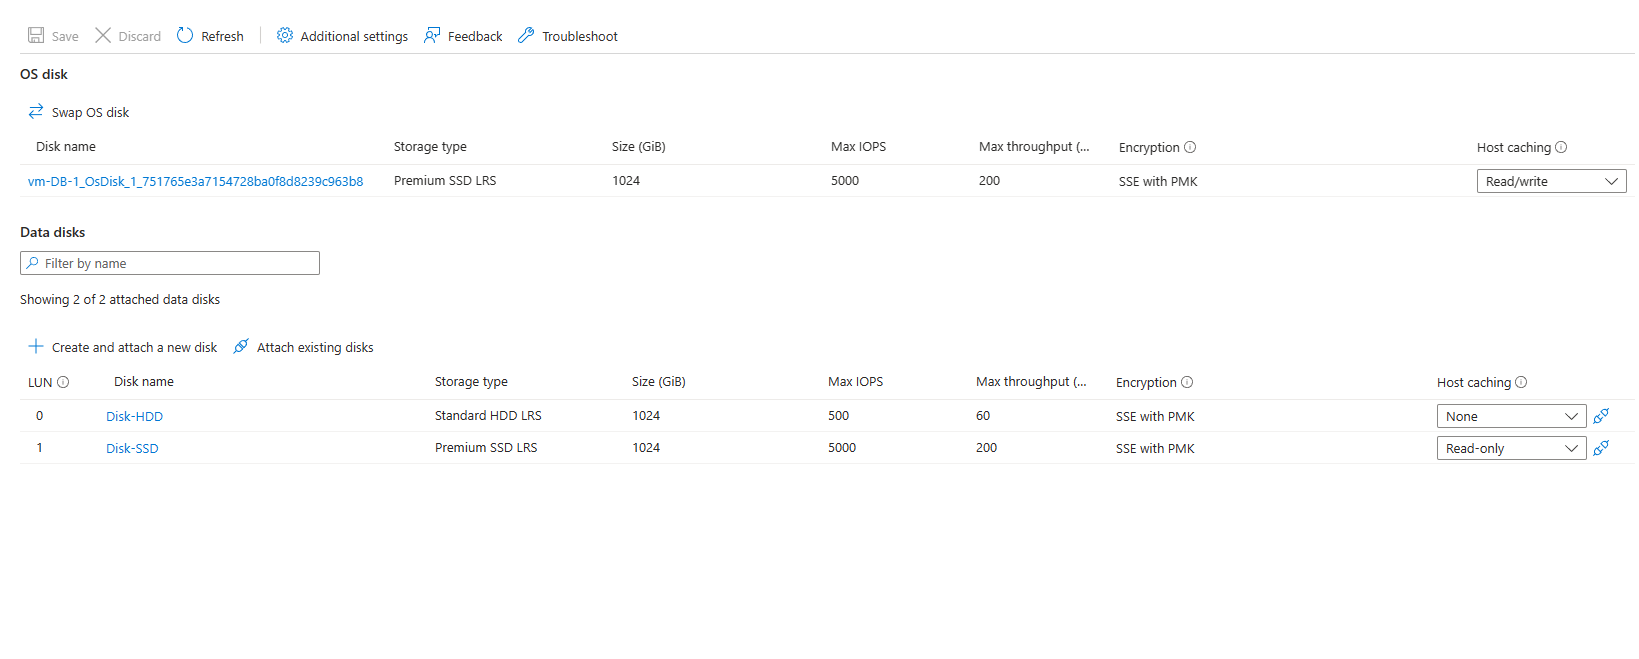 Save Discard Refresh Additional settings Feedback Troubleshoot
OS disk
Swap OS disk
Disk name Storage type Size (GiB) Max IOPS Max throughput (... Encryption Host caching
vm-DB-1_OsDisk_1_751765e3a7154728ba0f8d8239c963b8 Premium SSD LRS 1024 5000 200 SSE with PMK Read/write
Data disks
Filter by name
Showing 2 of 2 attached data disks
Create and attach a new disk Attach existing disks
LUN Disk name Storage type Size (GiB) Max IOPS Max throughput (... Encryption Host caching
0 Disk-HDD Standard HDD LRS 1024 500 60 SSE with PMK None
1 Disk-SSD Premium SSD LRS 1024 5000 200 SSE with PMK Read-only